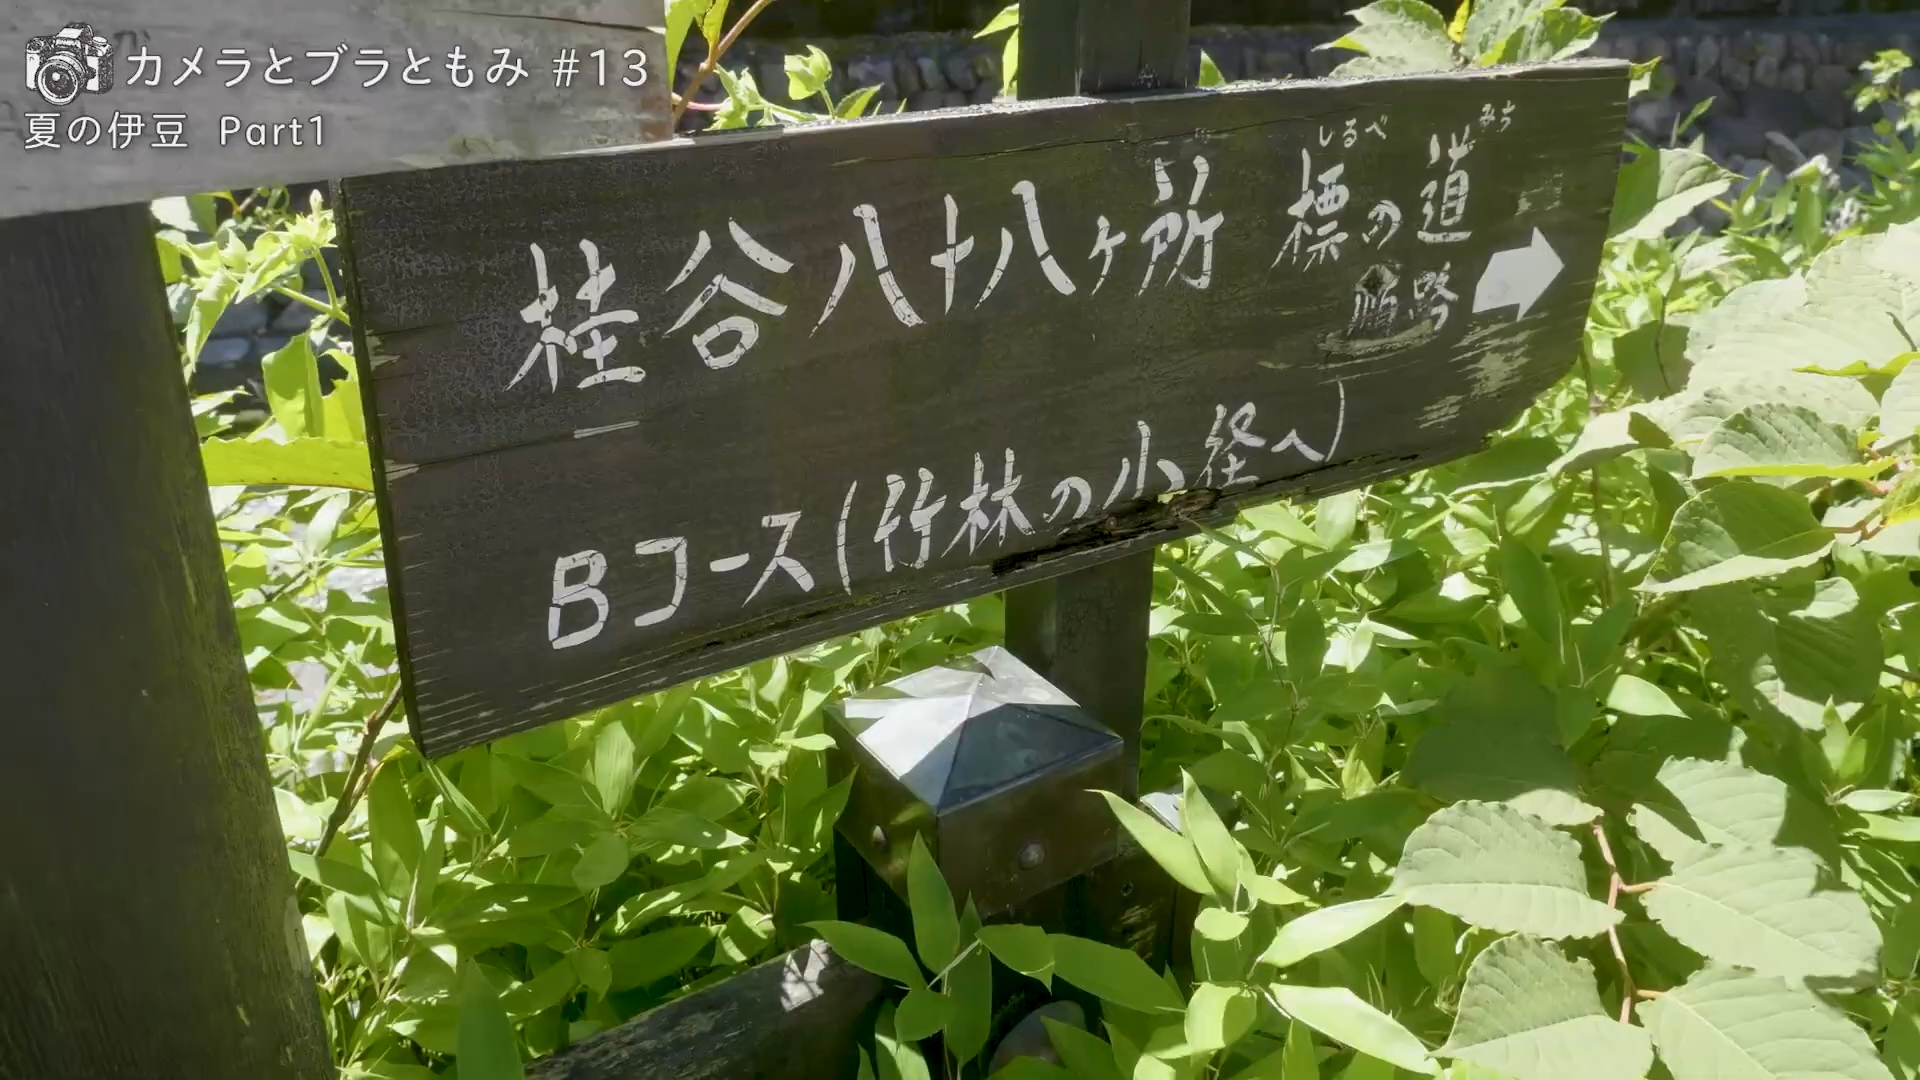 カメラとブラともみ #13
夏の伊豆 Part1
しるべ みち
桂谷八十八ヶ所 標の道
順路
Bコース(竹林の小径へ)